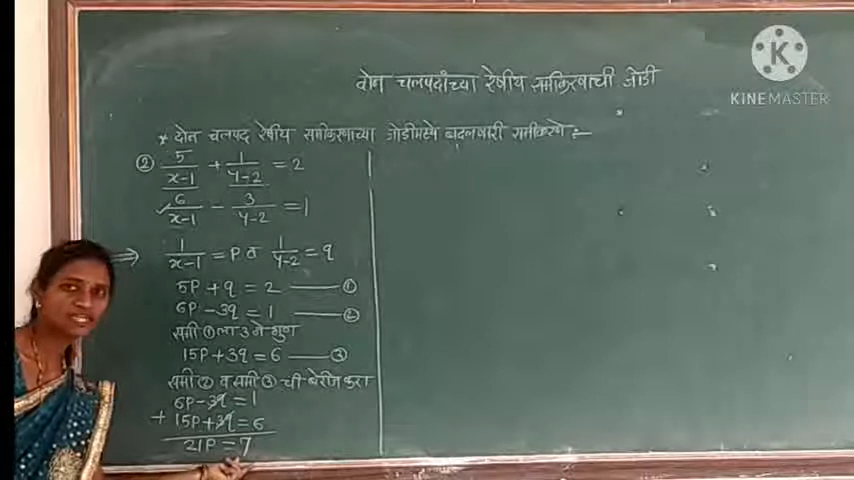 दोन चलपदांच्या रेषीय समीकरणाची जोडी
K
KINEMASTER
* दोन चलपद रेषीय समीकरणाच्या जोडीमध्ये बदलणारी समीकरणे :-
② 5/(x-1) + 1/(y-2) = 2
✓ 6/(x-1) - 3/(y-2) = 1
⇒ 1/(x-1) = P व 1/(y-2) = q
5P + q = 2 —— ①
6P - 3q = 1 —— ②
समी ① ला 3 ने गुणू
15P + 3q = 6 —— ③
समी ② व समी ③ ची बेरीज करा
6P - 3q = 1
+ 15P + 3q = 6
21P = 7